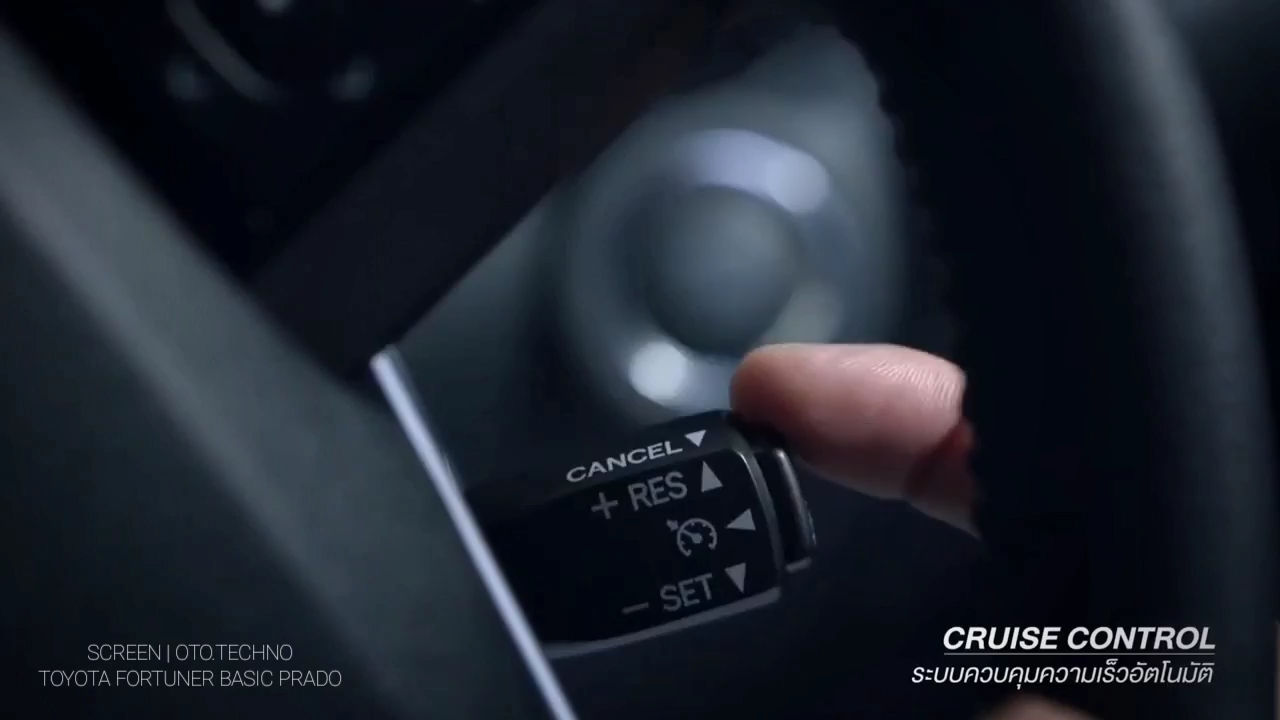 CANCEL▼
+ RES ▲
◀
− SET ▼
SCREEN | OTO.TECHNO
TOYOTA FORTUNER BASIC PRADO
CRUISE CONTROL
ระบบควบคุมความเร็วอัตโนมัติ